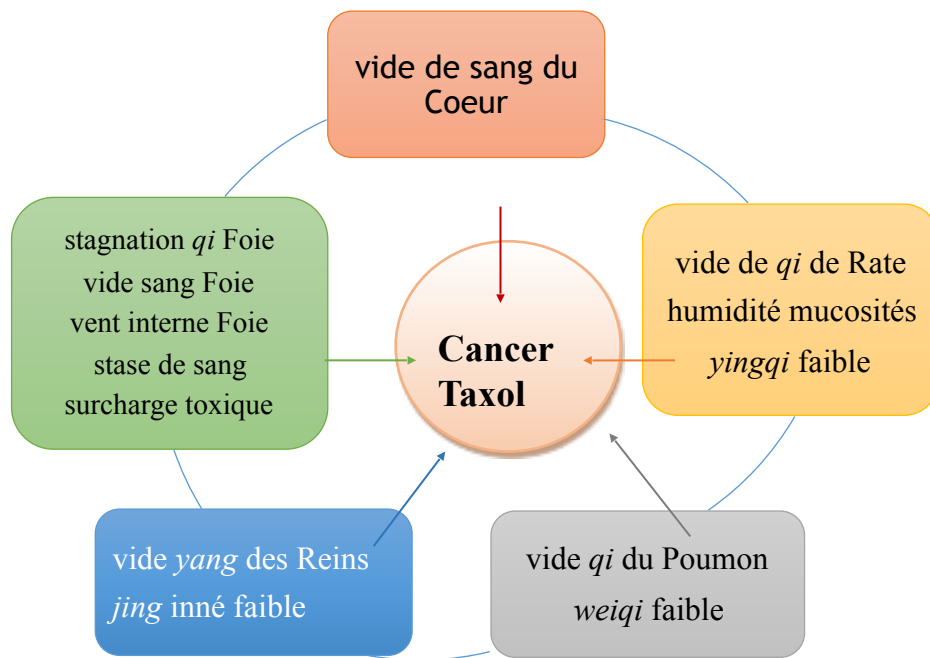 vide de sang du
Coeur
stagnation qi Foie
vide sang Foie
vent interne Foie
stase de sang
surcharge toxique
vide de qi de Rate
humidité mucosités
yingqi faible
Cancer
Taxol
vide yang des Reins
jing inné faible
vide qi du Poumon
weiqi faible